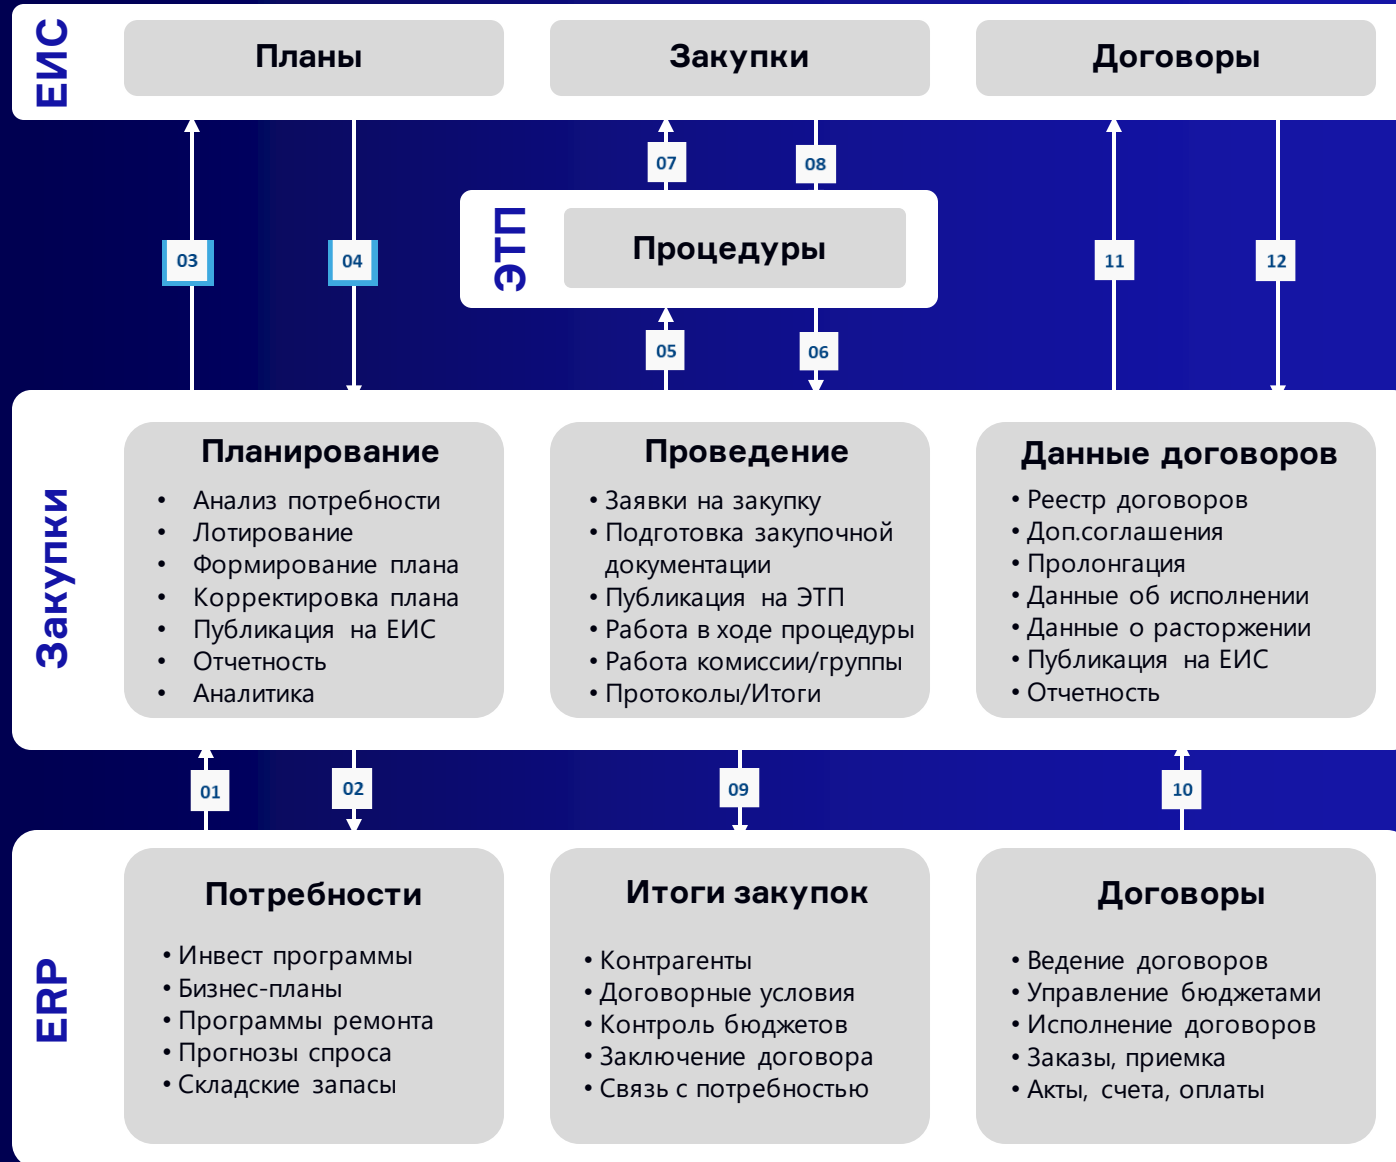 ЕИС
Планы
Закупки
Договоры
07
08
03
04
ЭТП
Процедуры
11
12
05
06
Закупки
Планирование
• Анализ потребности
• Лотирование
• Формирование плана
• Корректировка плана
• Публикация на ЕИС
• Отчетность
• Аналитика
Проведение
• Заявки на закупку
• Подготовка закупочной
документации
• Публикация на ЭТП
• Работа в ходе процедуры
• Работа комиссии/группы
• Протоколы/Итоги
Данные договоров
• Реестр договоров
• Доп.соглашения
• Пролонгация
• Данные об исполнении
• Данные о расторжении
• Публикация на ЕИС
• Отчетность
01
02
09
10
ERP
Потребности
• Инвест программы
• Бизнес-планы
• Программы ремонта
• Прогнозы спроса
• Складские запасы
Итоги закупок
• Контрагенты
• Договорные условия
• Контроль бюджетов
• Заключение договора
• Связь с потребностью
Договоры
• Ведение договоров
• Управление бюджетами
• Исполнение договоров
• Заказы, приемка
• Акты, счета, оплаты